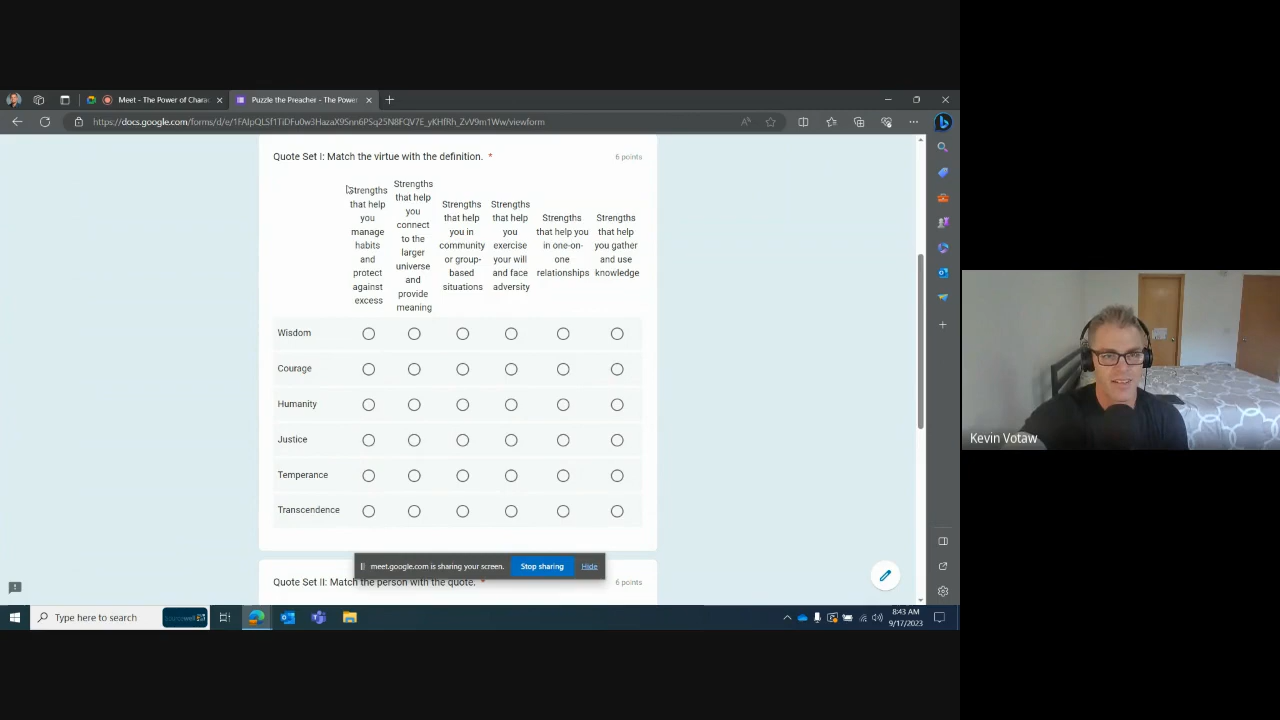 Meet - The Power of Chara
Puzzle the Preacher - The Power
Quote Set I: Match the virtue with the definition. *
6 points
Strengths
that help
you
manage
habits
and
protect
against
excess
Strengths
that help
you
connect
to the
larger
universe
and
provide
meaning
Strengths
that help
you in
community
or group-
based
situations
Strengths
that help
you
exercise
your will
and face
adversity
Strengths
that help you
in one-on-
one
relationships
Strengths
that help
you gather
and use
knowledge
Wisdom
Courage
Humanity
Justice
Temperance
Transcendence
meet.google.com is sharing your screen.
Stop sharing
Hide
Quote Set II: Match the person with the quote. *
6 points
Type here to search
8:43 AM
9/17/2023
Kevin Votaw